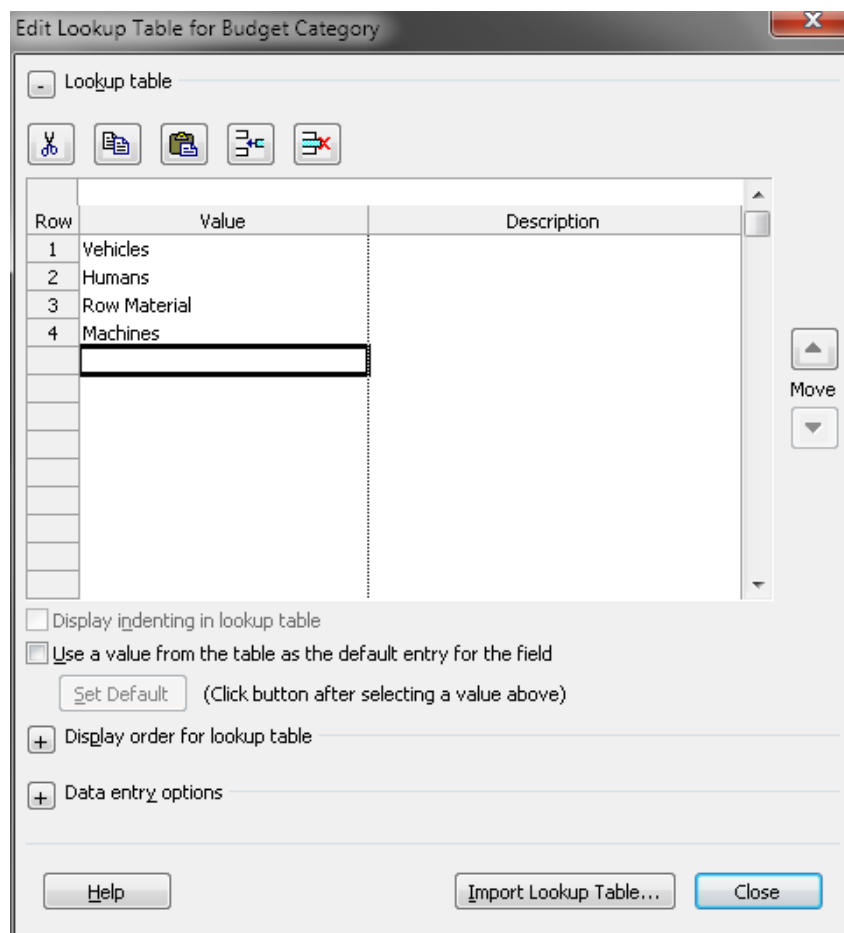 Edit Lookup Table for Budget Category
x
- Lookup table
Row Value Description
1 Vehicles
2 Humans
3 Row Material
4 Machines
Move
Display indenting in lookup table
Use a value from the table as the default entry for the field
Set Default (Click button after selecting a value above)
+ Display order for lookup table
+ Data entry options
Help Import Lookup Table... Close